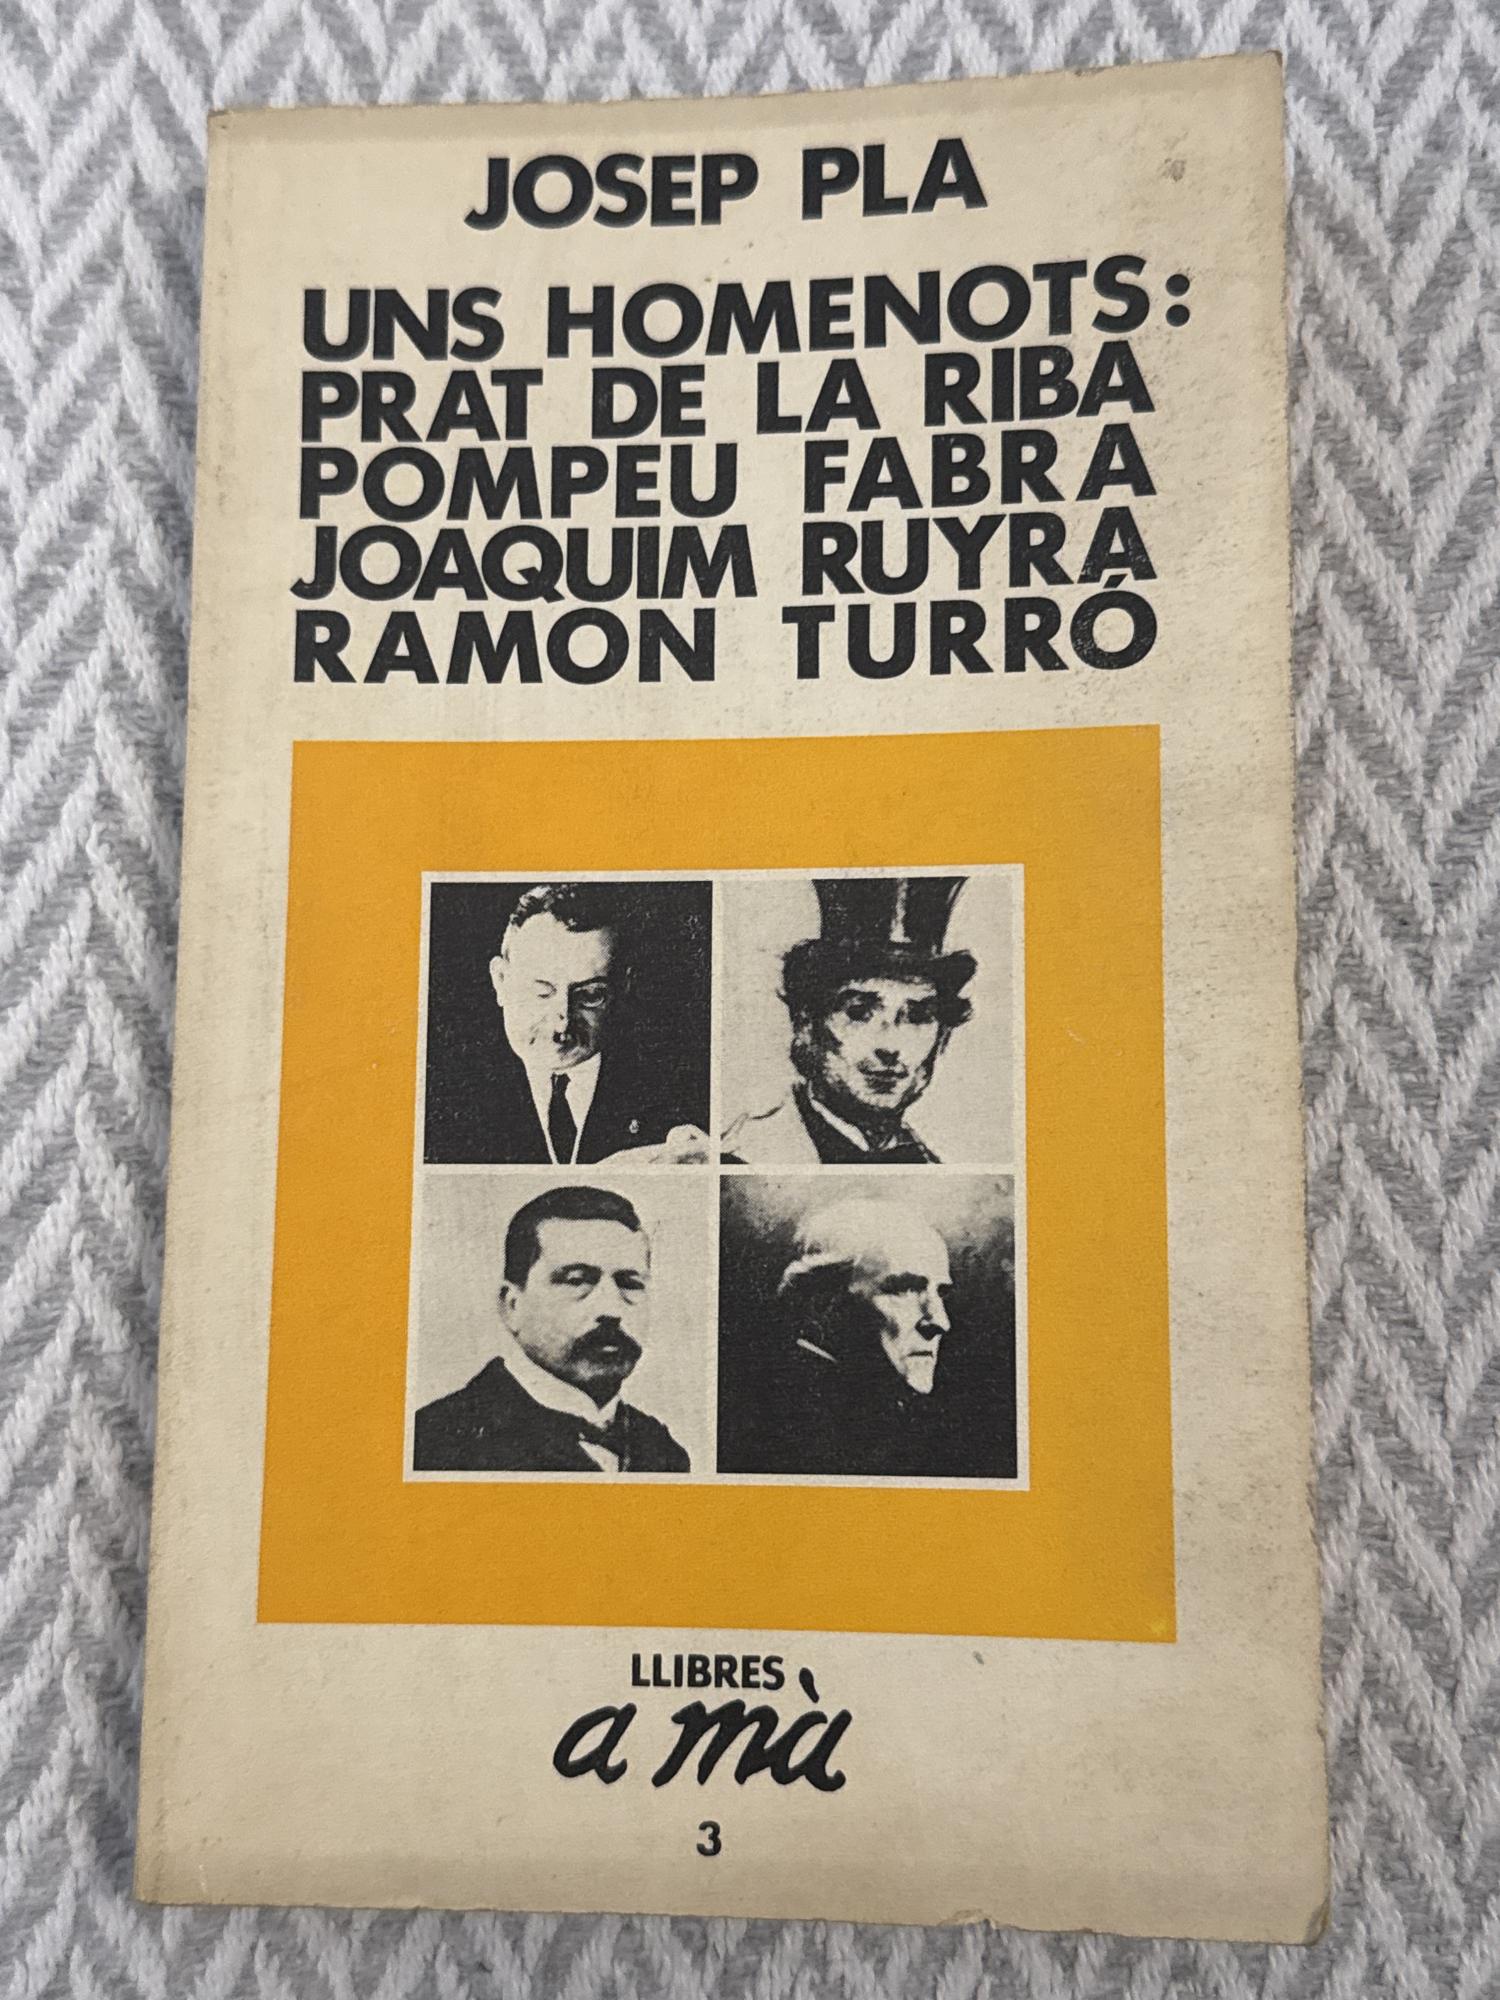 JOSEP PLA
UNS HOMENOTS:
PRAT DE LA RIBA
POMPEU FABRA
JOAQUIM RUYRA
RAMON TURRÓ
LLIBRES
a mà
3